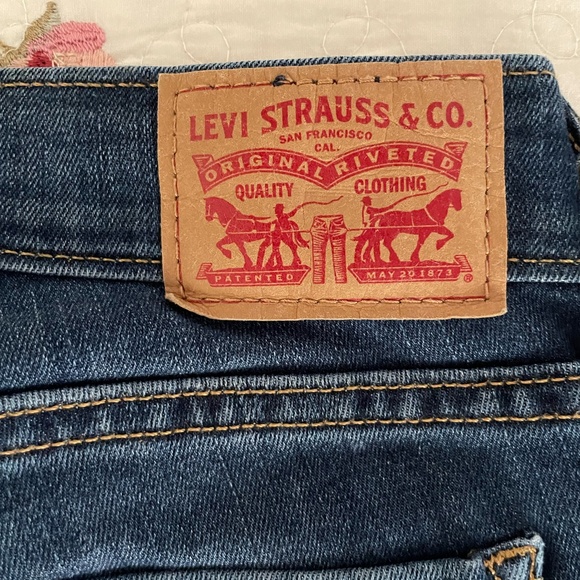 LEVI STRAUSS & CO.
SAN FRANCISCO
CAL.
ORIGINAL RIVETED
QUALITY CLOTHING
PATENTED MAY 20 1873 ®